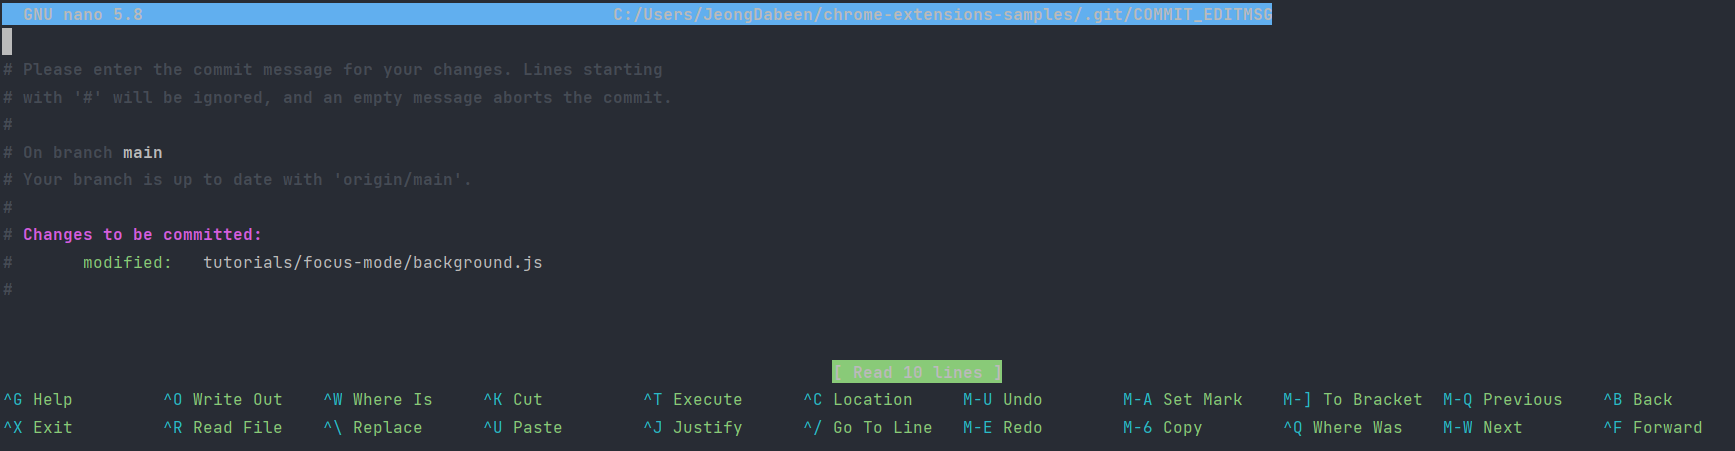 GNU nano 5.8 C:/Users/JeongDabeen/chrome-extensions-samples/.git/COMMIT_EDITMSG
# Please enter the commit message for your changes. Lines starting
# with '#' will be ignored, and an empty message aborts the commit.
#
# On branch main
# Your branch is up to date with 'origin/main'.
#
# Changes to be committed:
# modified: tutorials/focus-mode/background.js
#
[ Read 10 lines ]
^G Help ^O Write Out ^W Where Is ^K Cut ^T Execute ^C Location M-U Undo M-A Set Mark M-] To Bracket M-Q Previous ^B Back
^X Exit ^R Read File ^\ Replace ^U Paste ^J Justify ^/ Go To Line M-E Redo M-6 Copy ^Q Where Was M-W Next ^F Forward